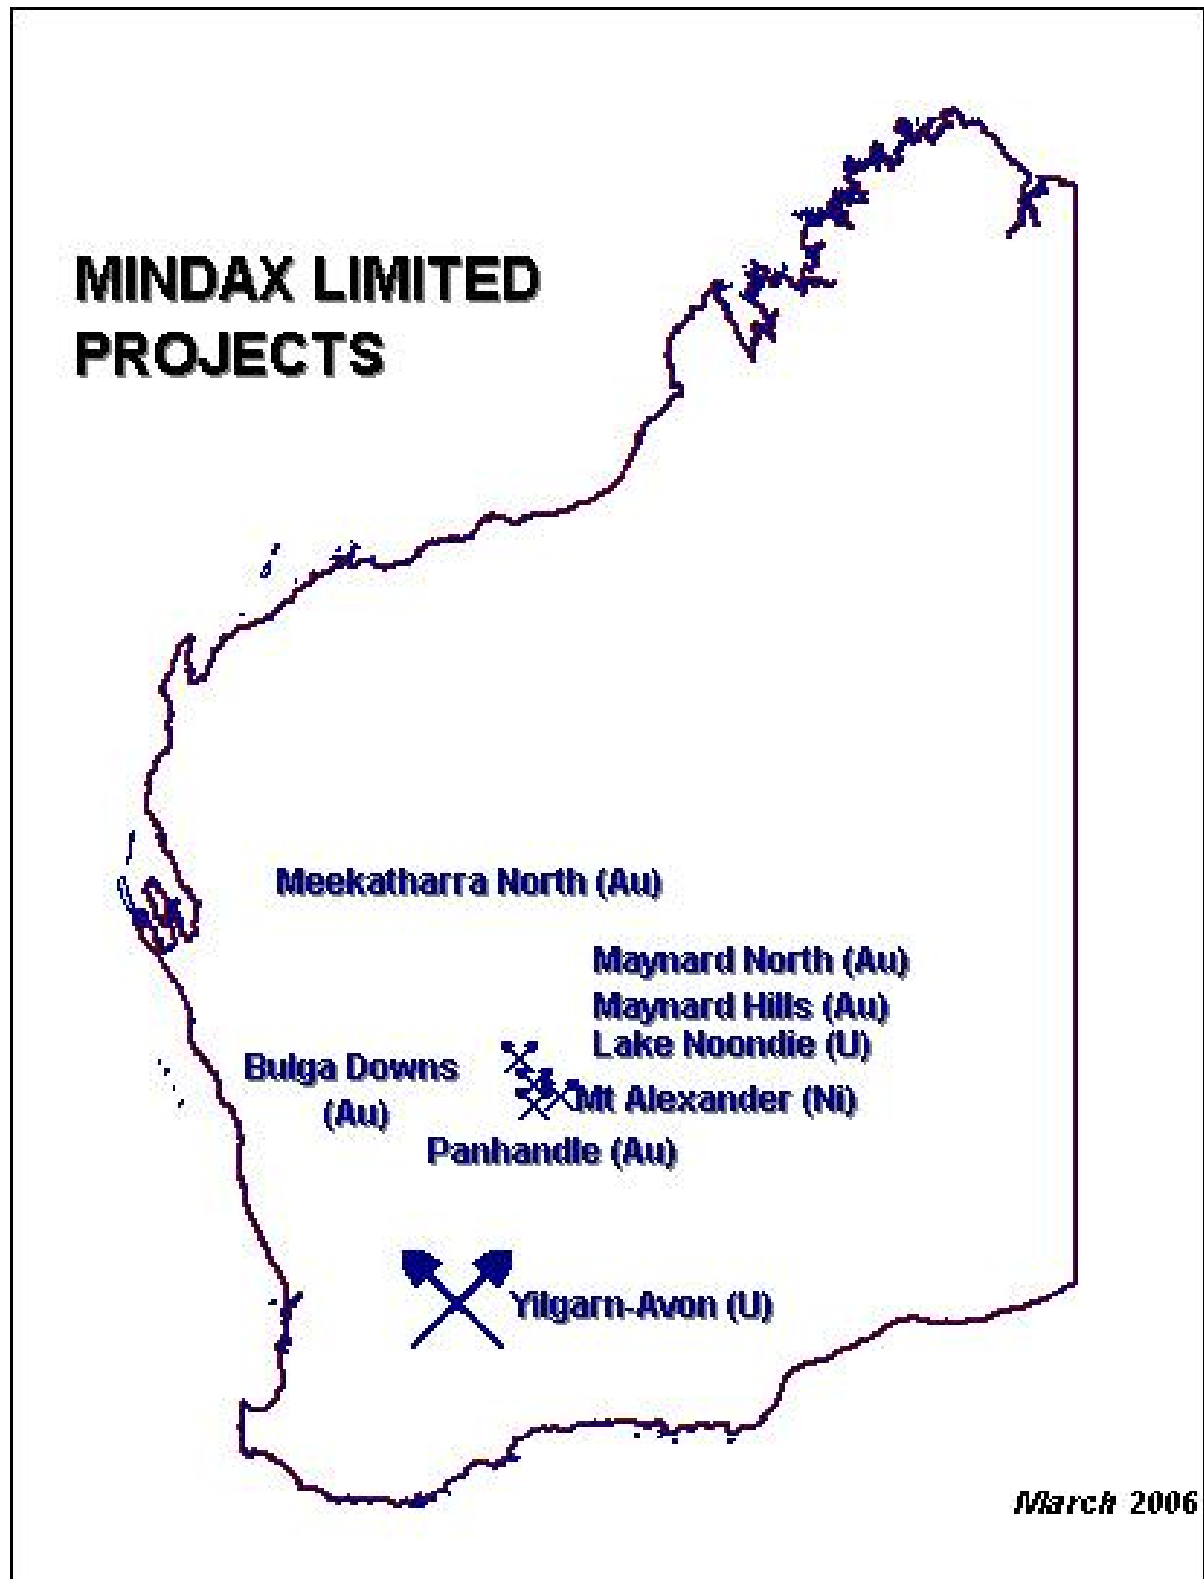 MINDAX LIMITED
PROJECTS
Meekatharra North (Au)
Maynard North (Au)
Maynard Hills (Au)
Lake Noondie (U)
Bulga Downs
(Au)
Mt Alexander (Ni)
Panhandle (Au)
Yilgarn-Avon (U)
March 2006